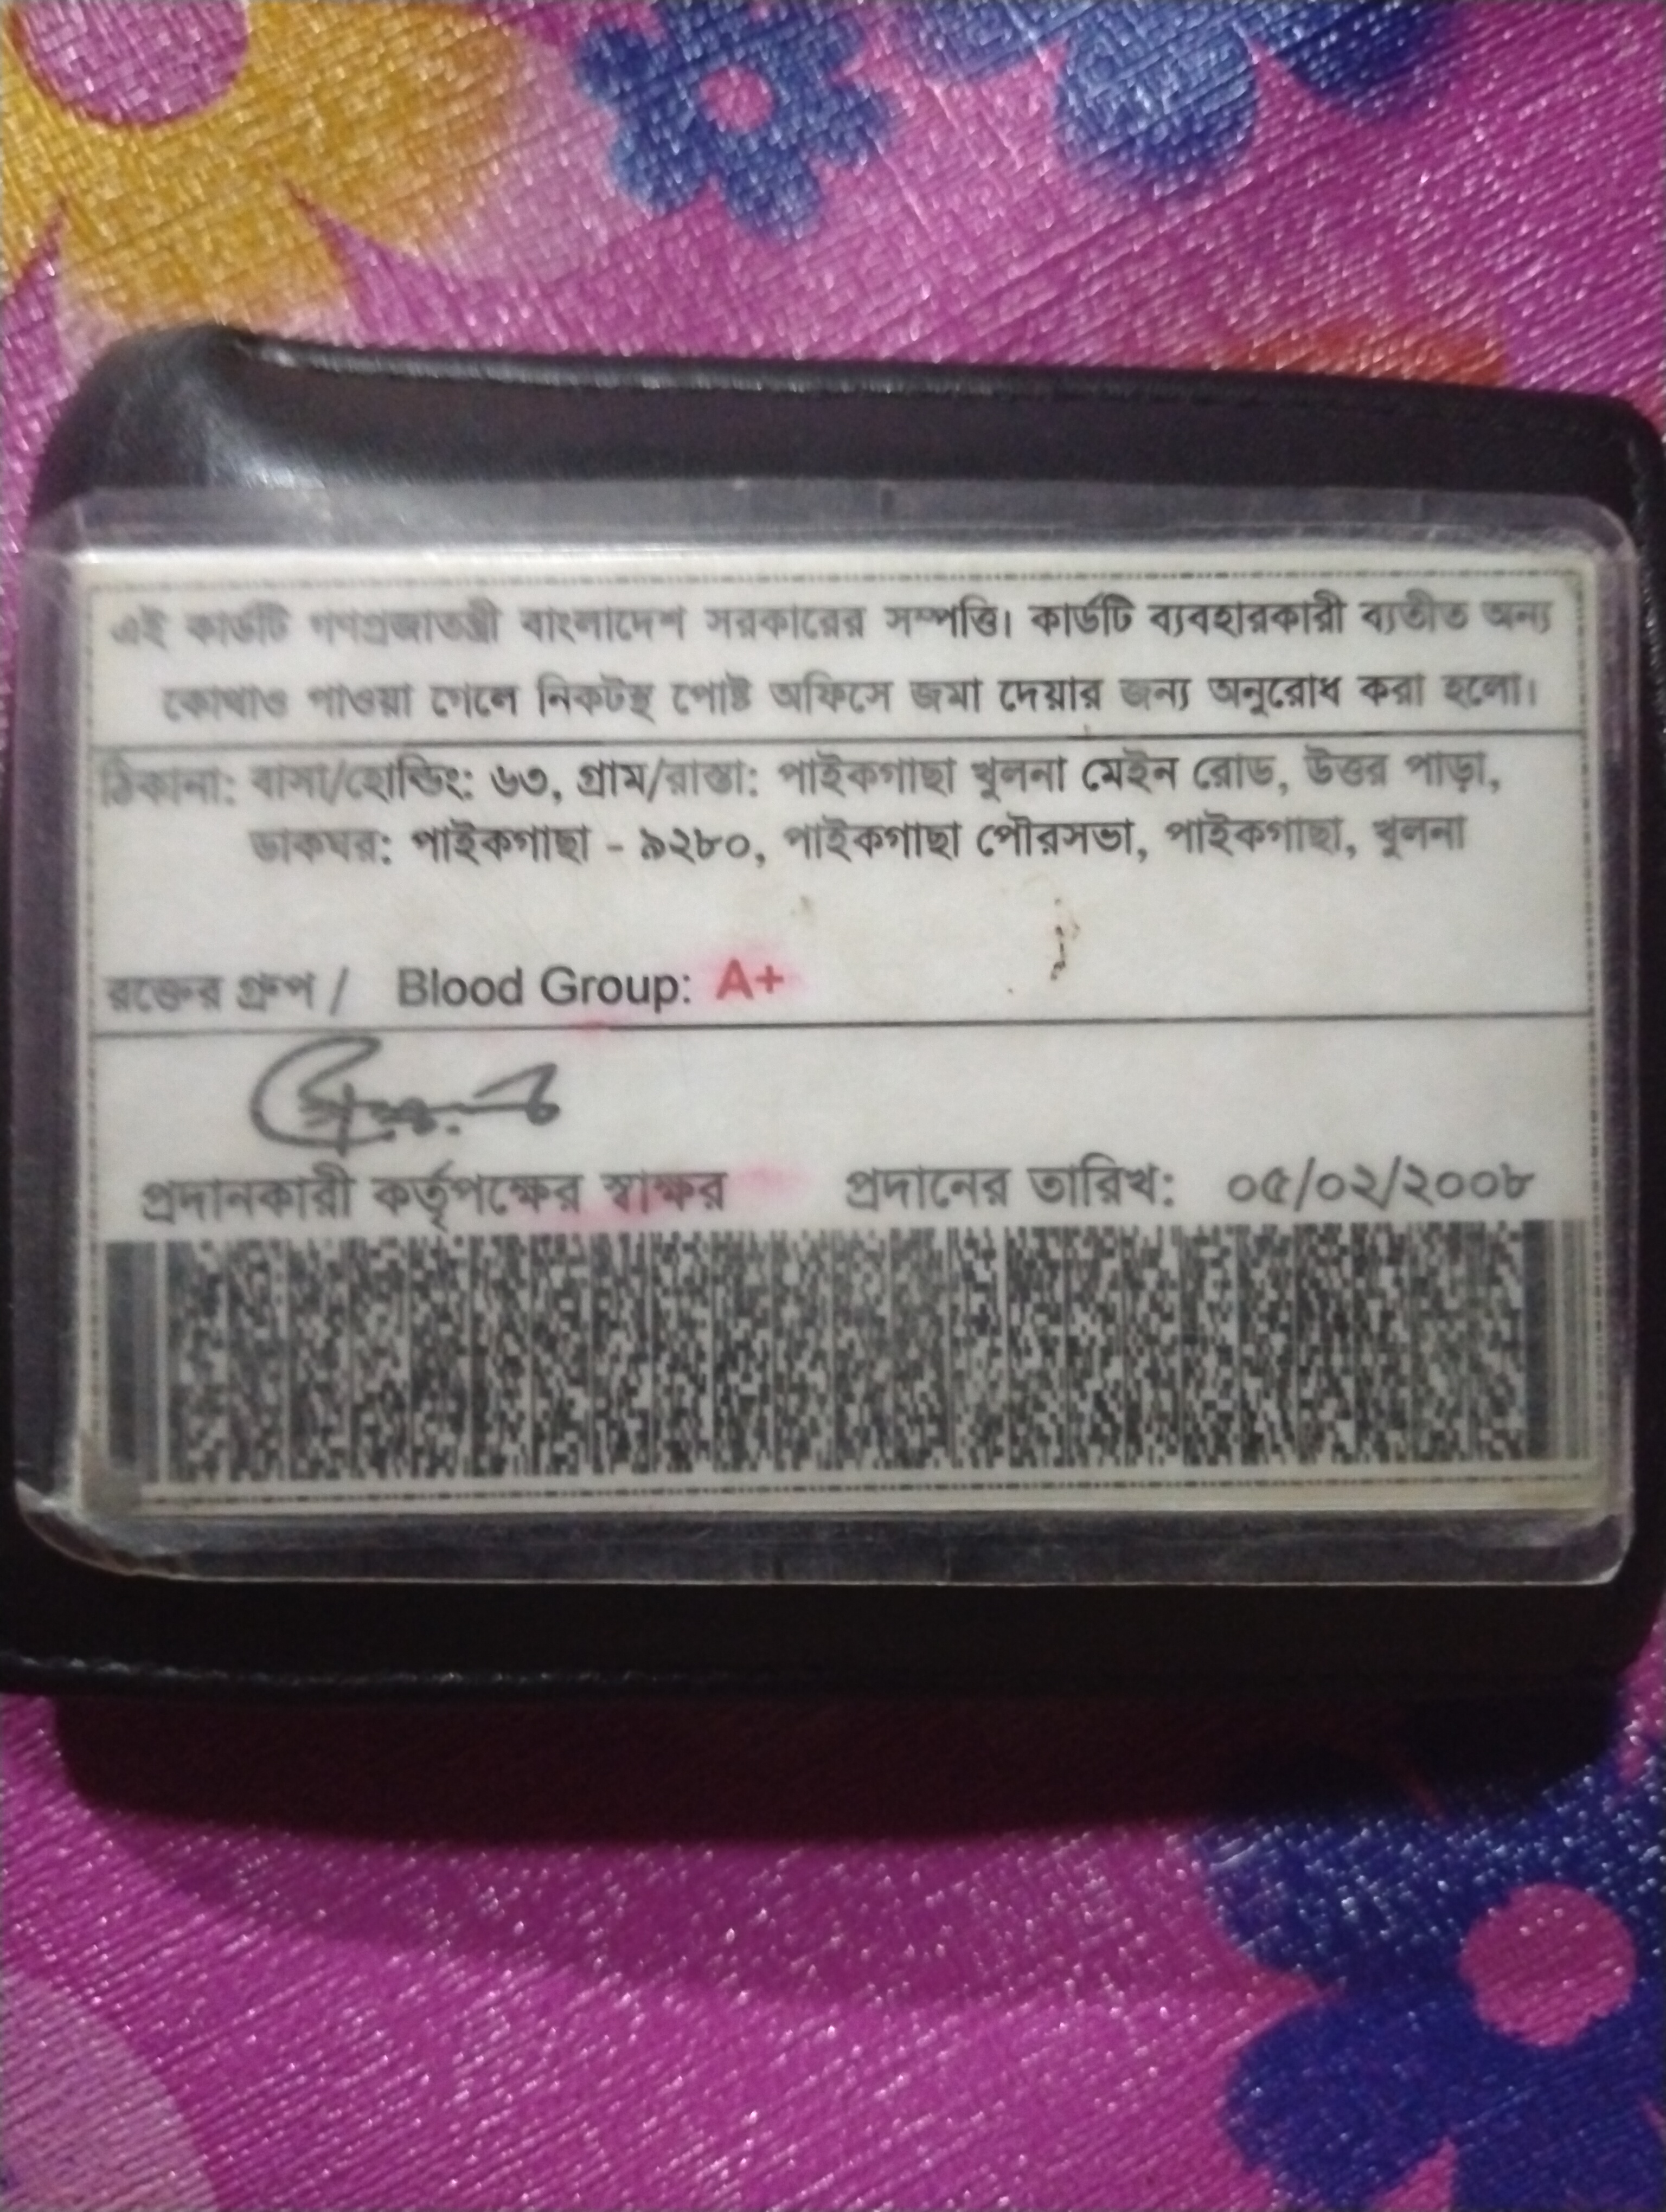 এই কার্ডটি গণপ্রজাতন্ত্রী বাংলাদেশ সরকারের সম্পত্তি। কার্ডটি ব্যবহারকারী ব্যতীত অন্য
কোথাও পাওয়া গেলে নিকটস্থ পোষ্ট অফিসে জমা দেয়ার জন্য অনুরোধ করা হলো।
ঠিকানা: বাসা/হোল্ডিং: ৬৩, গ্রাম/রাস্তা: পাইকগাছা খুলনা মেইন রোড, উত্তর পাড়া,
ডাকঘর: পাইকগাছা - ৯২৮০, পাইকগাছা পৌরসভা, পাইকগাছা, খুলনা
রক্তের গ্রুপ / Blood Group: A+
প্রদানকারী কর্তৃপক্ষের স্বাক্ষর প্রদানের তারিখ: ০৫/০২/২০০৮